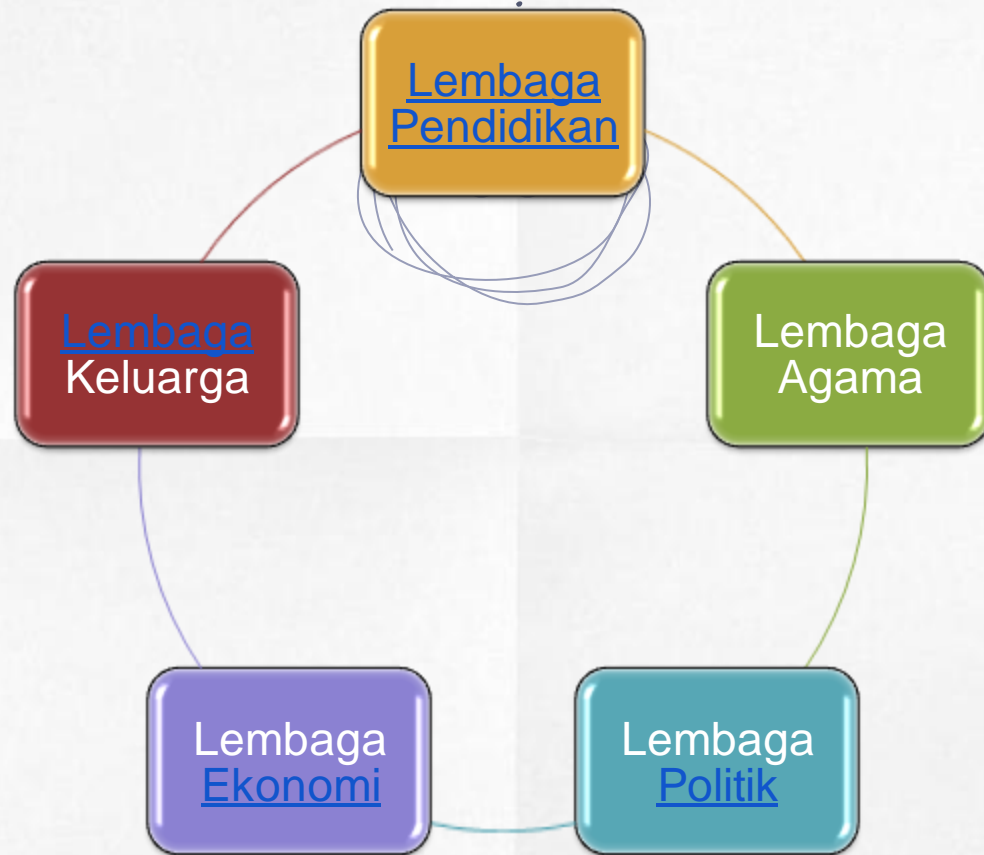 Lembaga
Pendidikan
Lembaga
Keluarga
Lembaga
Agama
Lembaga
Ekonomi
Lembaga
Politik